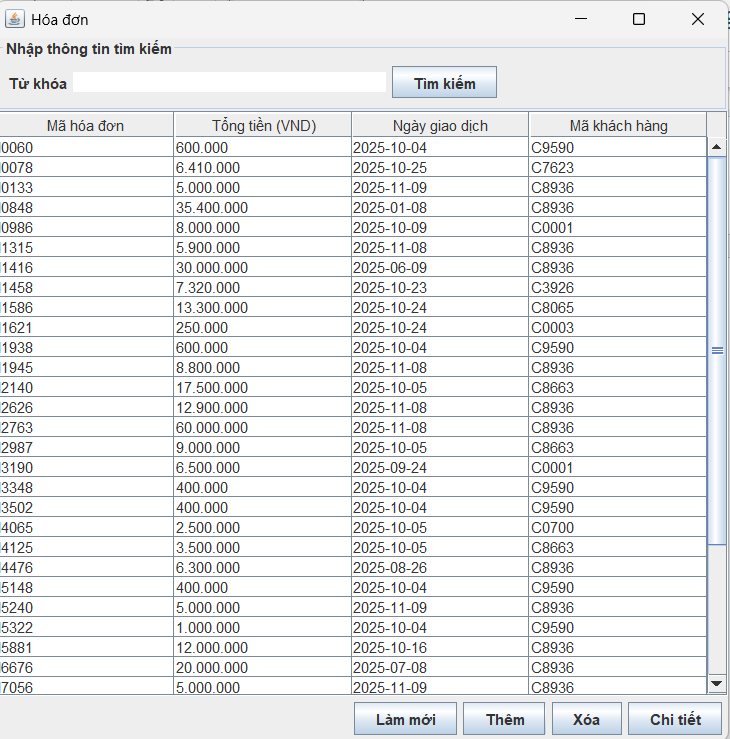 Hóa đơn
Nhập thông tin tìm kiếm
Từ khóa Tìm kiếm
Mã hóa đơn Tổng tiền (VND) Ngày giao dịch Mã khách hàng
0060 600.000 2025-10-04 C9590
0078 6.410.000 2025-10-25 C7623
0133 5.000.000 2025-11-09 C8936
0848 35.400.000 2025-01-08 C8936
0986 8.000.000 2025-10-09 C0001
1315 5.900.000 2025-11-08 C8936
1416 30.000.000 2025-06-09 C8936
1458 7.320.000 2025-10-23 C3926
1586 13.300.000 2025-10-24 C8065
1621 250.000 2025-10-24 C0003
1938 600.000 2025-10-04 C9590
1945 8.800.000 2025-11-08 C8936
2140 17.500.000 2025-10-05 C8663
2626 12.900.000 2025-11-08 C8936
2763 60.000.000 2025-11-08 C8936
2987 9.000.000 2025-10-05 C8663
3190 6.500.000 2025-09-24 C0001
3348 400.000 2025-10-04 C9590
3502 400.000 2025-10-04 C9590
4065 2.500.000 2025-10-05 C0700
4125 3.500.000 2025-10-05 C8663
4476 6.300.000 2025-08-26 C8936
5148 400.000 2025-10-04 C9590
5240 5.000.000 2025-11-09 C8936
5322 1.000.000 2025-10-04 C9590
5881 12.000.000 2025-10-16 C8936
6676 20.000.000 2025-07-08 C8936
7056 5.000.000 2025-11-09 C8936
Làm mới Thêm Xóa Chi tiết